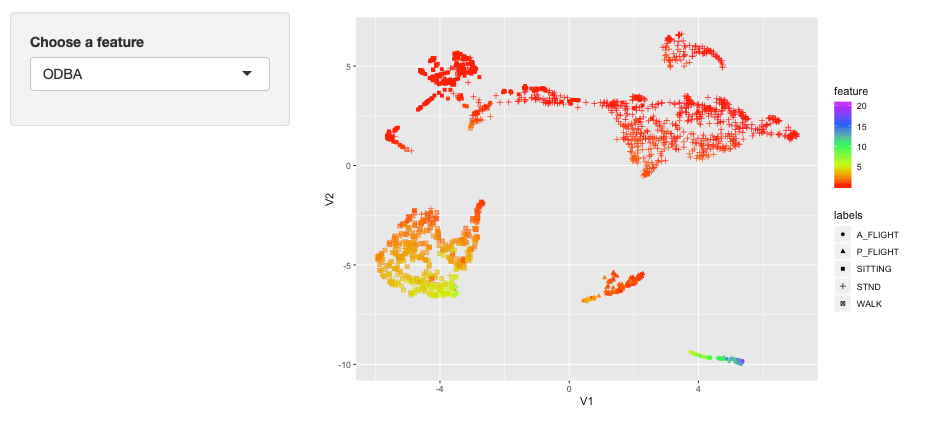 Choose a feature
ODBA
V2
5
0
-5
-10
-4
0
4
V1
feature
20
15
10
5
labels
A_FLIGHT
P_FLIGHT
SITTING
STND
WALK